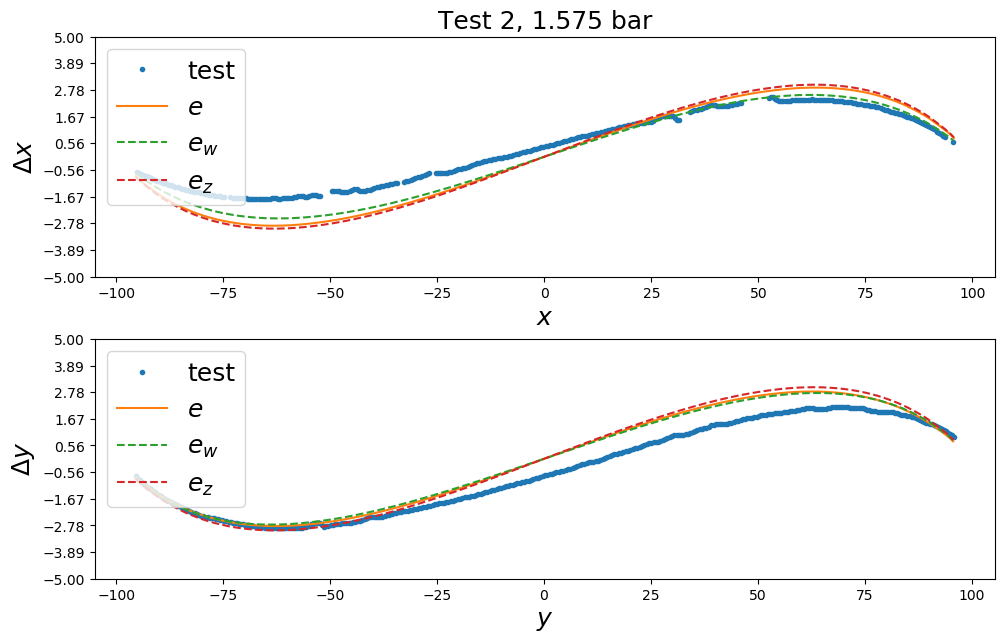 Test 2, 1.575 bar
Δx
5.00
3.89
2.78
1.67
0.56
−0.56
−1.67
−2.78
−3.89
−5.00
test
e
e_w
e_z
−100 −75 −50 −25 0 25 50 75 100
x
Δy
5.00
3.89
2.78
1.67
0.56
−0.56
−1.67
−2.78
−3.89
−5.00
test
e
e_w
e_z
−100 −75 −50 −25 0 25 50 75 100
y